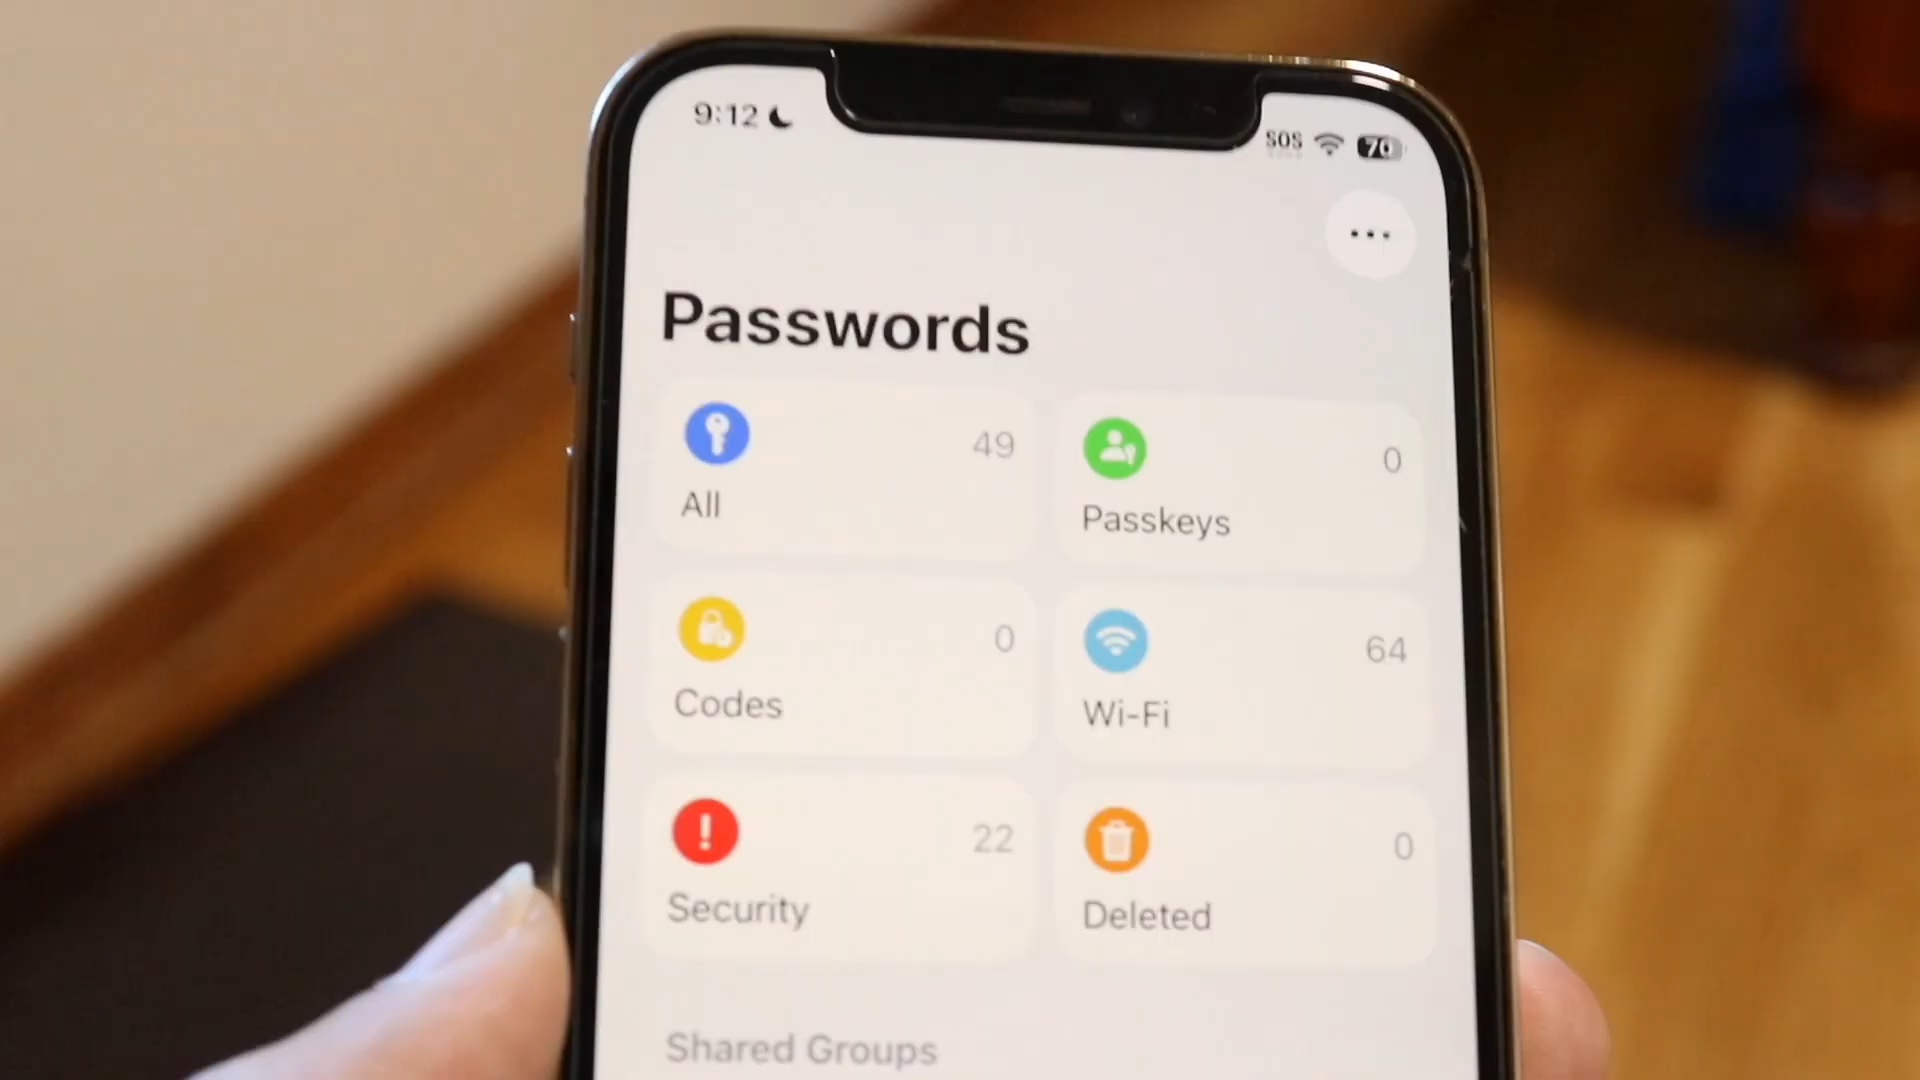 9:12
SOS 70
Passwords
49
All
0
Passkeys
0
Codes
64
Wi-Fi
22
Security
0
Deleted
Shared Groups